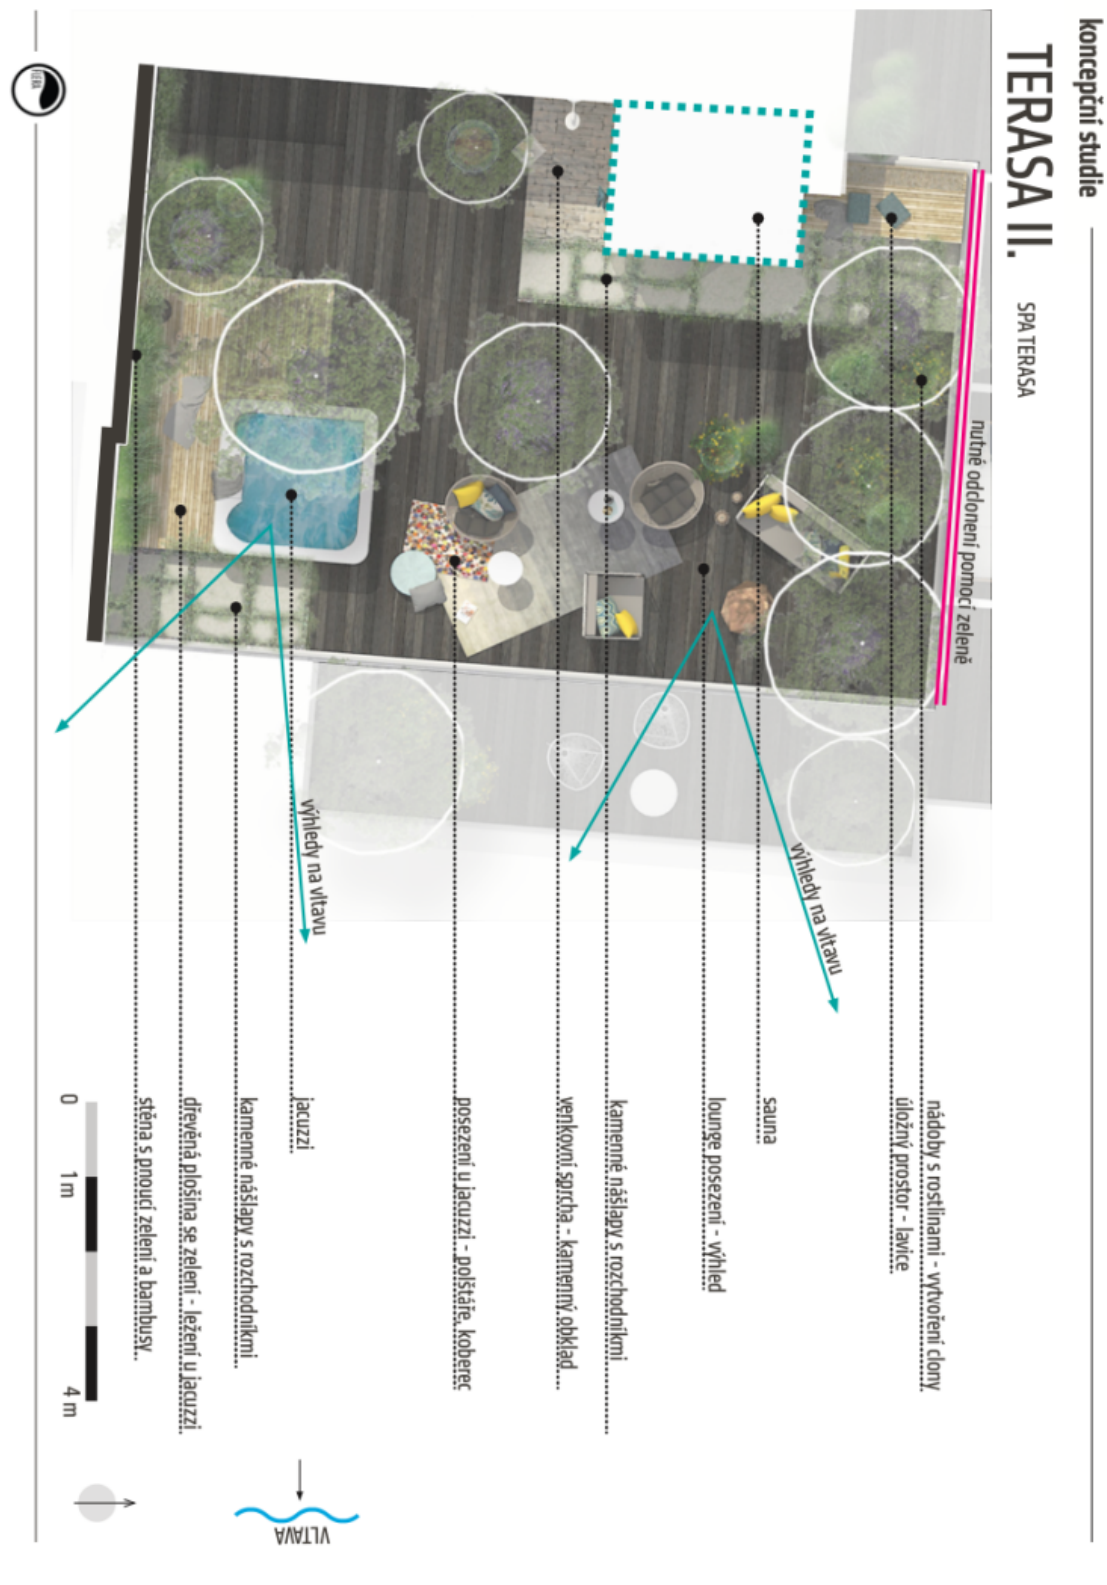 koncepční studie
TERASA II.
SPA TERASA
nutné odclonení pomocí zeleně
výhledy na vltavu
výhledy na vltavu
nádoby s rostlinami - vytvoření clony
úložný prostor - lavice
sauna
lounge posezení - výhled
kamenné nášlapy s rozchodníkmi
venkovní sprcha - kamenný obklad
posezení u jacuzzi - polštáře, koberec
jacuzzi
kamenné nášlapy s rozchodníkmi
dřevěná plošina se zelení - ležení u jacuzzi
stěna s pnoucí zelení a bambusy
0 1m 4 m
VLTAVA